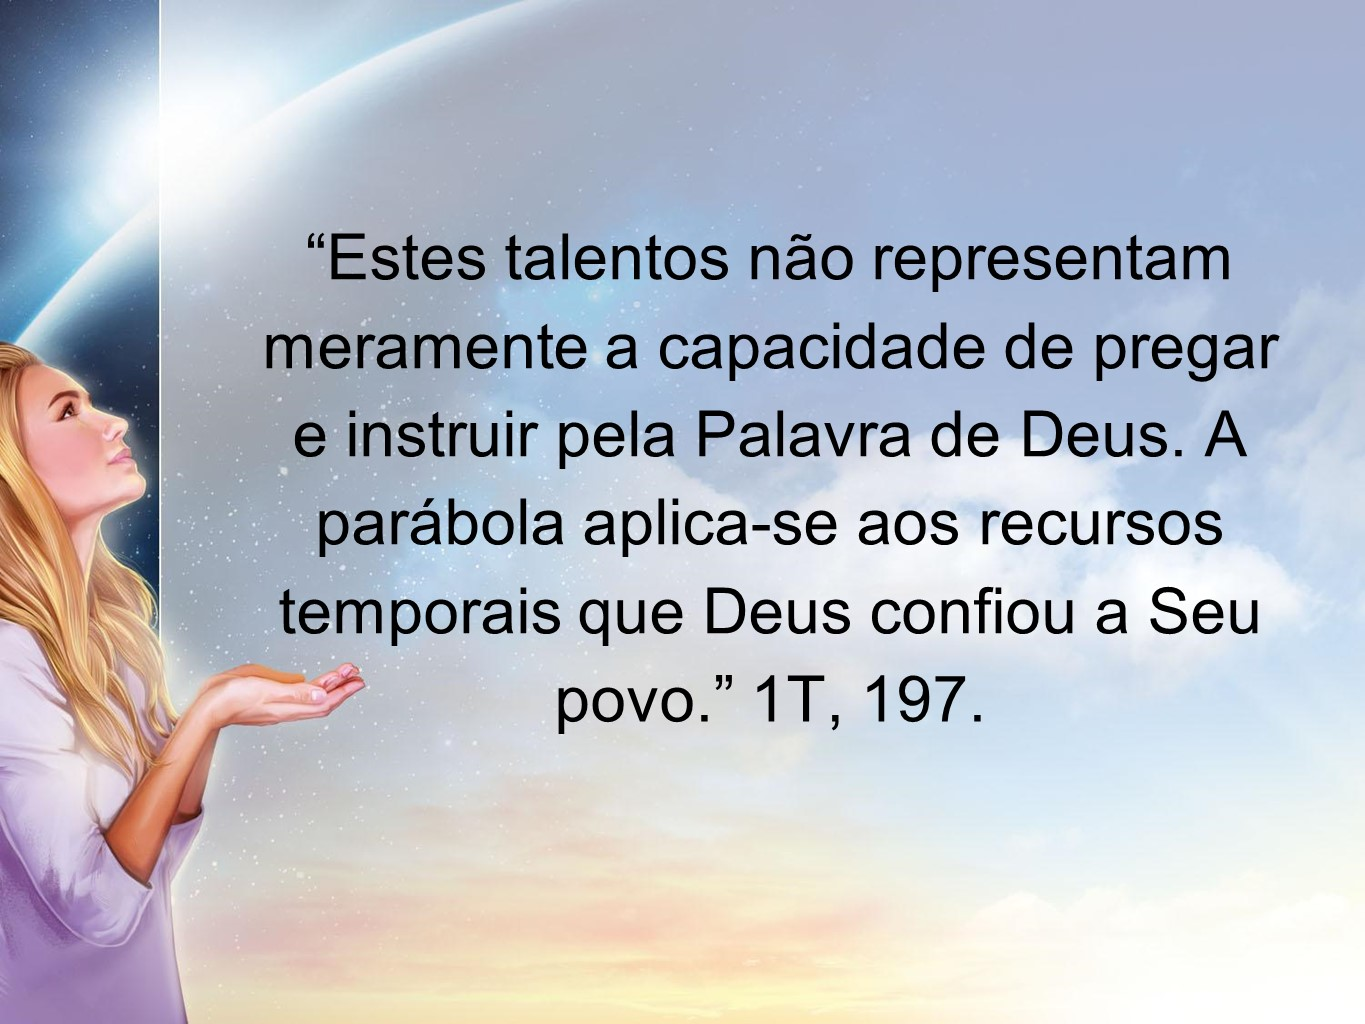 “Estes talentos não representam
meramente a capacidade de pregar
e instruir pela Palavra de Deus. A
parábola aplica-se aos recursos
temporais que Deus confiou a Seu
povo.” 1T, 197.